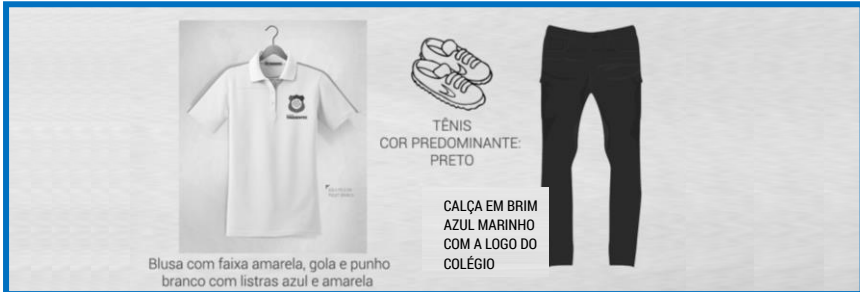 TÊNIS
COR PREDOMINANTE:
PRETO
CALÇA EM BRIM
AZUL MARINHO
COM A LOGO DO
COLÉGIO
Blusa com faixa amarela, gola e punho
branco com listras azul e amarela